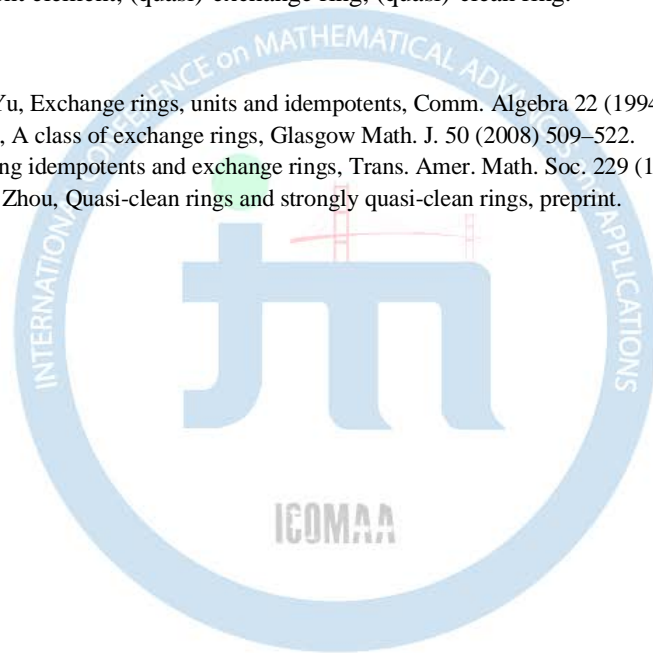 element, (quasi)-exchange ring, (quasi)-clean ring.
Yu, Exchange rings, units and idempotents, Comm. Algebra 22 (1994
, A class of exchange rings, Glasgow Math. J. 50 (2008) 509–522.
idempotents and exchange rings, Trans. Amer. Math. Soc. 229 (1
Zhou, Quasi-clean rings and strongly quasi-clean rings, preprint.
INTERNATIONAL CONFERENCE on MATHEMATICAL ADVANCES and APPLICATIONS
ICOMAA